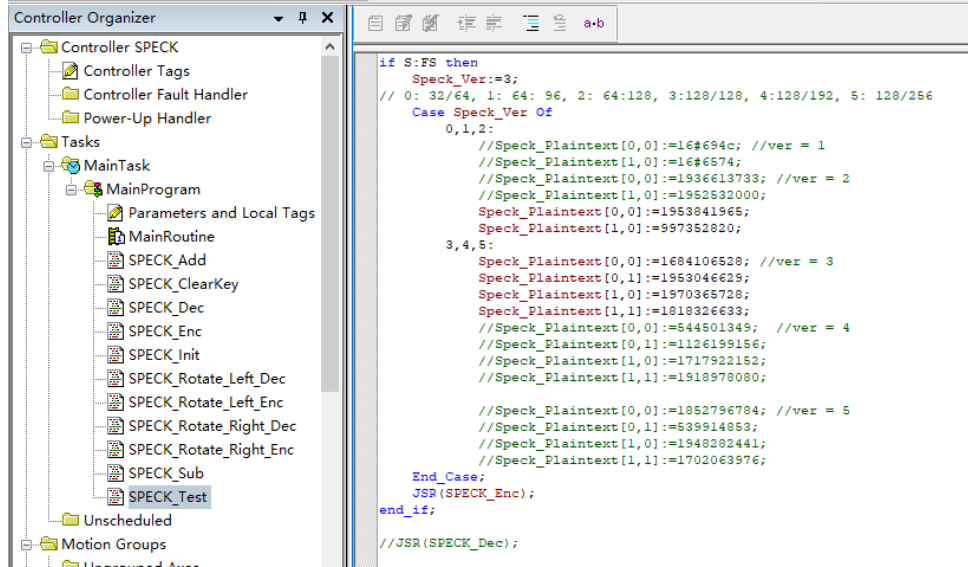 Controller Organizer
Controller SPECK
Controller Tags
Controller Fault Handler
Power-Up Handler
Tasks
MainTask
MainProgram
Parameters and Local Tags
MainRoutine
SPECK_Add
SPECK_ClearKey
SPECK_Dec
SPECK_Enc
SPECK_Init
SPECK_Rotate_Left_Dec
SPECK_Rotate_Left_Enc
SPECK_Rotate_Right_Dec
SPECK_Rotate_Right_Enc
SPECK_Sub
SPECK_Test
Unscheduled
Motion Groups
Ungrouped Axes
a•b
if S:FS then
Speck_Ver:=3;
// 0: 32/64, 1: 64: 96, 2: 64:128, 3:128/128, 4:128/192, 5: 128/256
Case Speck_Ver Of
0,1,2:
//Speck_Plaintext[0,0]:=16#694c; //ver = 1
//Speck_Plaintext[1,0]:=16#6574;
//Speck_Plaintext[0,0]:=1936613733; //ver = 2
//Speck_Plaintext[1,0]:=1952532000;
Speck_Plaintext[0,0]:=1953841965;
Speck_Plaintext[1,0]:=997352820;
3,4,5:
Speck_Plaintext[0,0]:=1684106528; //ver = 3
Speck_Plaintext[0,1]:=1953046629;
Speck_Plaintext[1,0]:=1970365728;
Speck_Plaintext[1,1]:=1818326633;
//Speck_Plaintext[0,0]:=544501349; //ver = 4
//Speck_Plaintext[0,1]:=1126199156;
//Speck_Plaintext[1,0]:=1717922152;
//Speck_Plaintext[1,1]:=1918978080;
//Speck_Plaintext[0,0]:=1852796784; //ver = 5
//Speck_Plaintext[0,1]:=539914853;
//Speck_Plaintext[1,0]:=1948282441;
//Speck_Plaintext[1,1]:=1702063976;
End_Case;
JSR(SPECK_Enc);
end_if;
//JSR(SPECK_Dec);